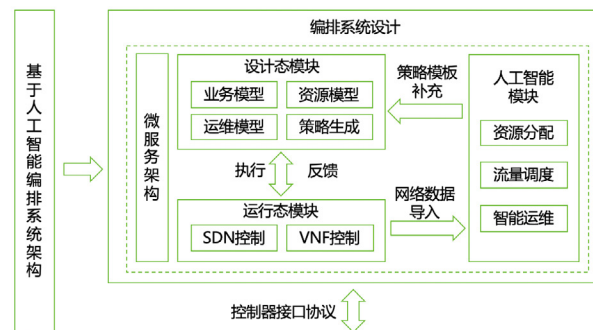 基于人工智能编排系统架构
编排系统设计
微服务架构
设计态模块
业务模型
资源模型
运维模型
策略生成
执行
反馈
运行态模块
SDN控制
VNF控制
策略模板
补充
网络数据
导入
人工智能
模块
资源分配
流量调度
智能运维
控制器接口协议